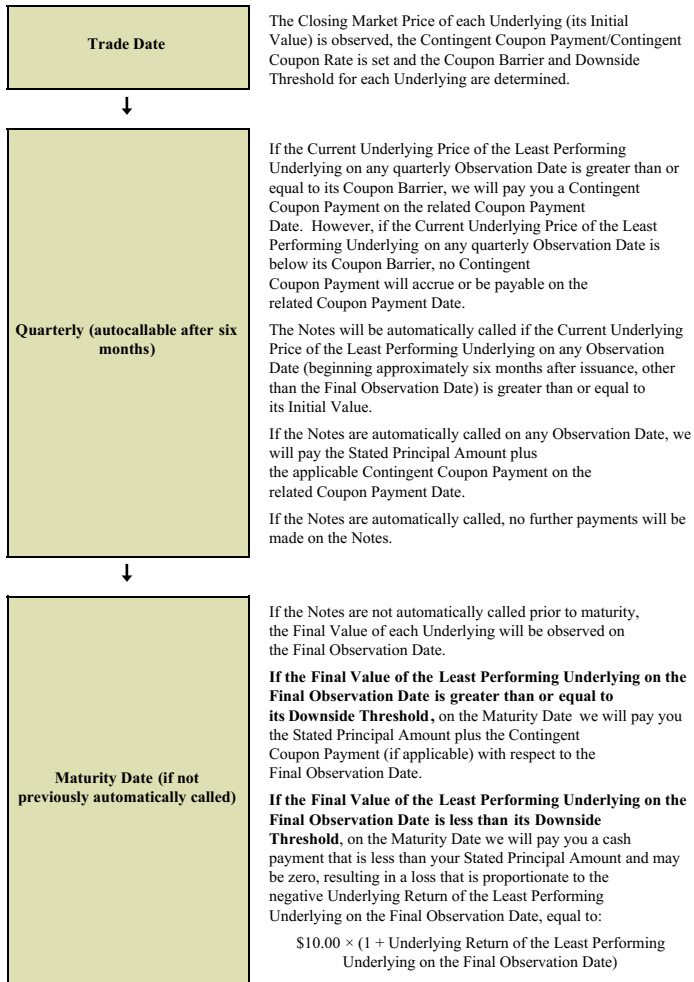 Trade Date
The Closing Market Price of each Underlying (its Initial
Value) is observed, the Contingent Coupon Payment/Contingent
Coupon Rate is set and the Coupon Barrier and Downside
Threshold for each Underlying are determined.
Quarterly (autocallable after six
months)
If the Current Underlying Price of the Least Performing
Underlying on any quarterly Observation Date is greater than or
equal to its Coupon Barrier, we will pay you a Contingent
Coupon Payment on the related Coupon Payment
Date. However, if the Current Underlying Price of the Least
Performing Underlying on any quarterly Observation Date is
below its Coupon Barrier, no Contingent
Coupon Payment will accrue or be payable on the
related Coupon Payment Date.
The Notes will be automatically called if the Current Underlying
Price of the Least Performing Underlying on any Observation
Date (beginning approximately six months after issuance, other
than the Final Observation Date) is greater than or equal to
its Initial Value.
If the Notes are automatically called on any Observation Date, we
will pay the Stated Principal Amount plus
the applicable Contingent Coupon Payment on the
related Coupon Payment Date.
If the Notes are automatically called, no further payments will be
made on the Notes.
Maturity Date (if not
previously automatically called)
If the Notes are not automatically called prior to maturity,
the Final Value of each Underlying will be observed on
the Final Observation Date.
If the Final Value of the Least Performing Underlying on the
Final Observation Date is greater than or equal to
its Downside Threshold, on the Maturity Date we will pay you
the Stated Principal Amount plus the Contingent
Coupon Payment (if applicable) with respect to the
Final Observation Date.
If the Final Value of the Least Performing Underlying on the
Final Observation Date is less than its Downside
Threshold, on the Maturity Date we will pay you a cash
payment that is less than your Stated Principal Amount and may
be zero, resulting in a loss that is proportionate to the
negative Underlying Return of the Least Performing
Underlying on the Final Observation Date, equal to:
$10.00 × (1 + Underlying Return of the Least Performing
Underlying on the Final Observation Date)